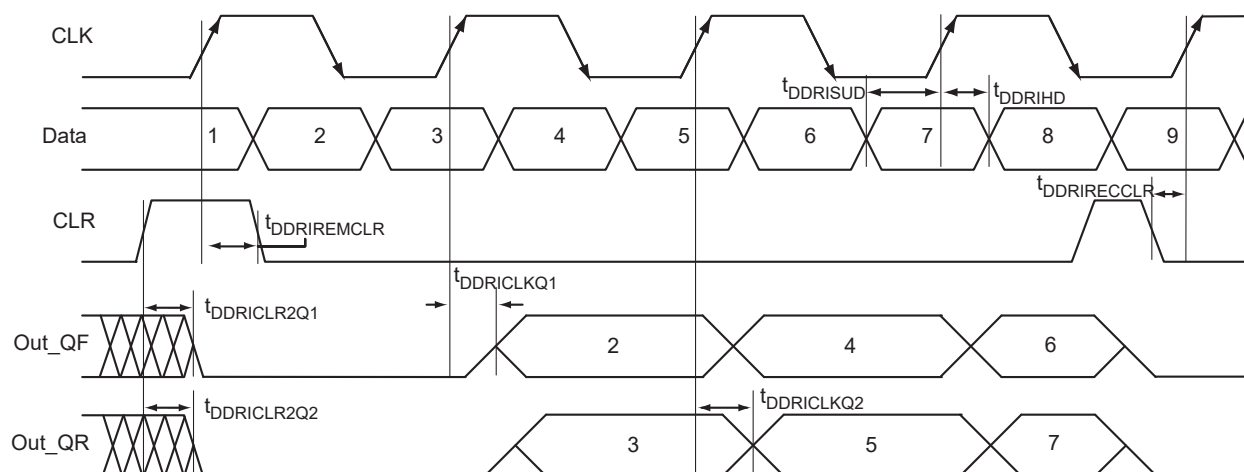 CLK
tDDRISUD
tDDRIHD
Data
1 2 3 4 5 6 7 8 9
tDDRIRECCLR
CLR
tDDRIREMCLR
tDDRICLKQ1
tDDRICLR2Q1
Out_QF
2 4 6
tDDRICLR2Q2
tDDRICLKQ2
Out_QR
3 5 7